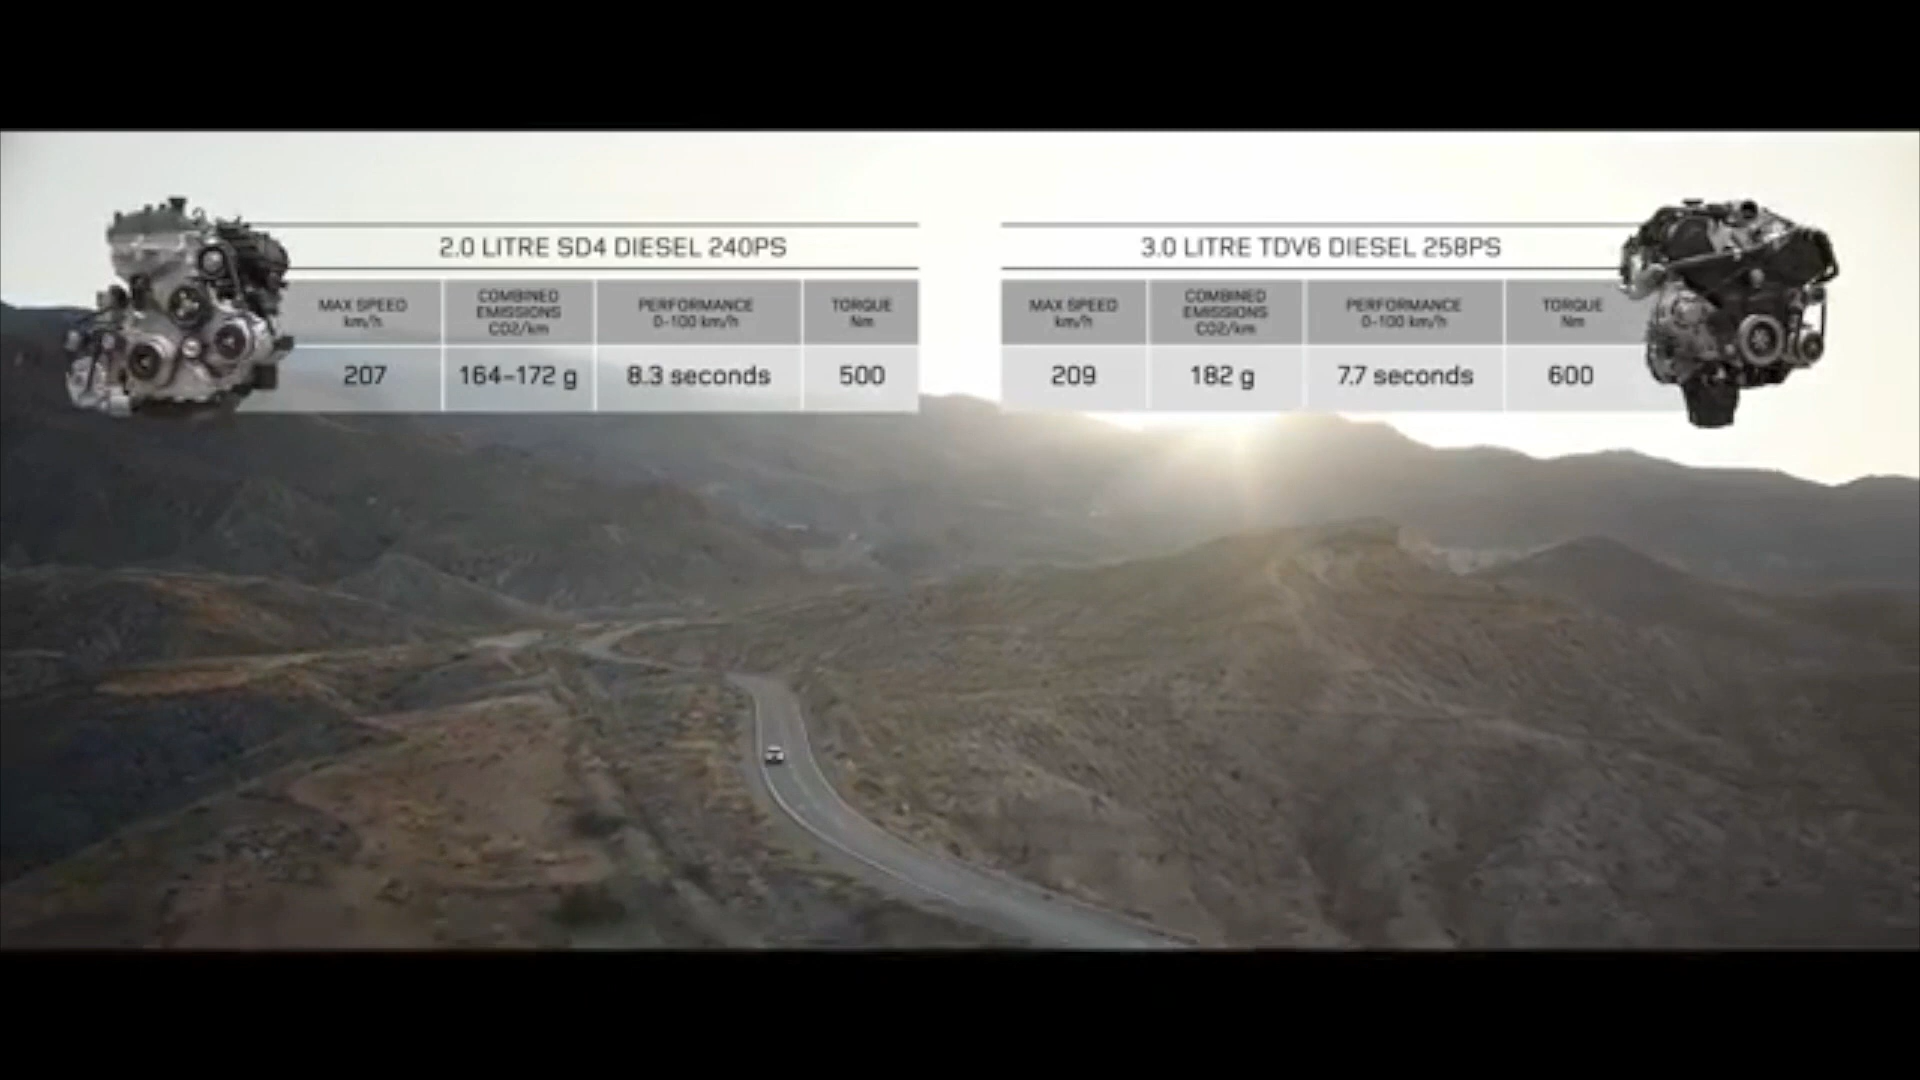 2.0 LITRE SD4 DIESEL 240PS
MAX SPEED
km/h
COMBINED
EMISSIONS
CO2/km
PERFORMANCE
0-100 km/h
TORQUE
Nm
207
164-172 g
8.3 seconds
500
3.0 LITRE TDV6 DIESEL 258PS
MAX SPEED
km/h
COMBINED
EMISSIONS
CO2/km
PERFORMANCE
0-100 km/h
TORQUE
Nm
209
182 g
7.7 seconds
600